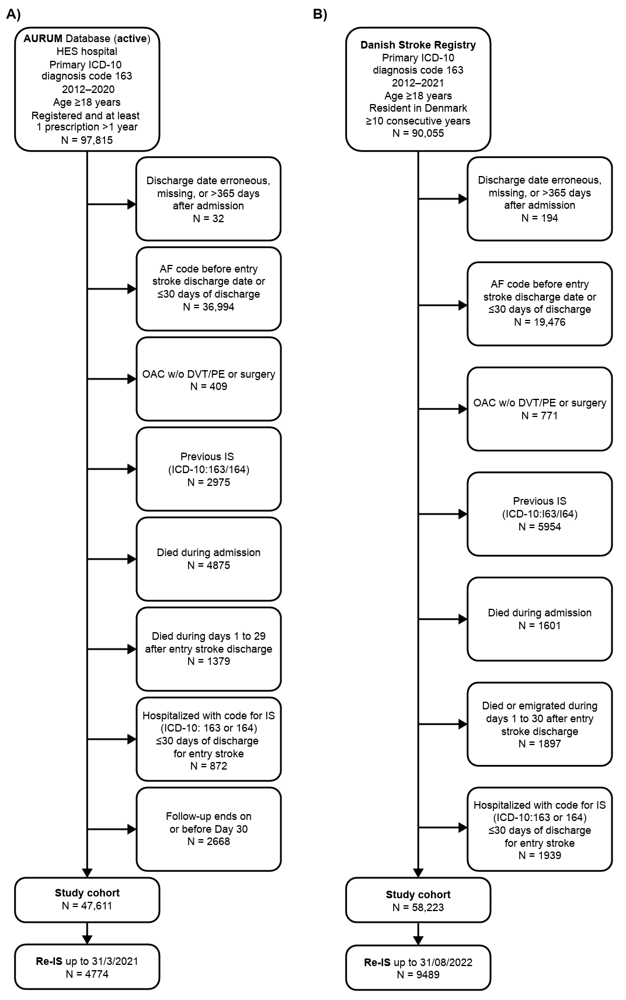 A)
AURUM Database (active)
HES hospital
Primary ICD-10
diagnosis code 163
2012–2020
Age ≥18 years
Registered and at least
1 prescription >1 year
N = 97,815
Discharge date erroneous,
missing, or >365 days
after admission
N = 32
AF code before entry
stroke discharge date or
≤30 days of discharge
N = 36,994
OAC w/o DVT/PE or surgery
N = 409
Previous IS
(ICD-10:163/164)
N = 2975
Died during admission
N = 4875
Died during days 1 to 29
after entry stroke discharge
N = 1379
Hospitalized with code for IS
(ICD-10: 163 or 164)
≤30 days of discharge
for entry stroke
N = 872
Follow-up ends on
or before Day 30
N = 2668
Study cohort
N = 47,611
Re-IS up to 31/3/2021
N = 4774
B)
Danish Stroke Registry
Primary ICD-10
diagnosis code 163
2012–2021
Age ≥18 years
Resident in Denmark
≥10 consecutive years
N = 90,055
Discharge date erroneous,
missing, or >365 days
after admission
N = 194
AF code before entry
stroke discharge date or
≤30 days of discharge
N = 19,476
OAC w/o DVT/PE or surgery
N = 771
Previous IS
(ICD-10:I63/I64)
N = 5954
Died during admission
N = 1601
Died or emigrated during
days 1 to 30 after entry
stroke discharge
N = 1897
Hospitalized with code for IS
(ICD-10:163 or 164)
≤30 days of discharge
for entry stroke
N = 1939
Study cohort
N = 58,223
Re-IS up to 31/08/2022
N = 9489